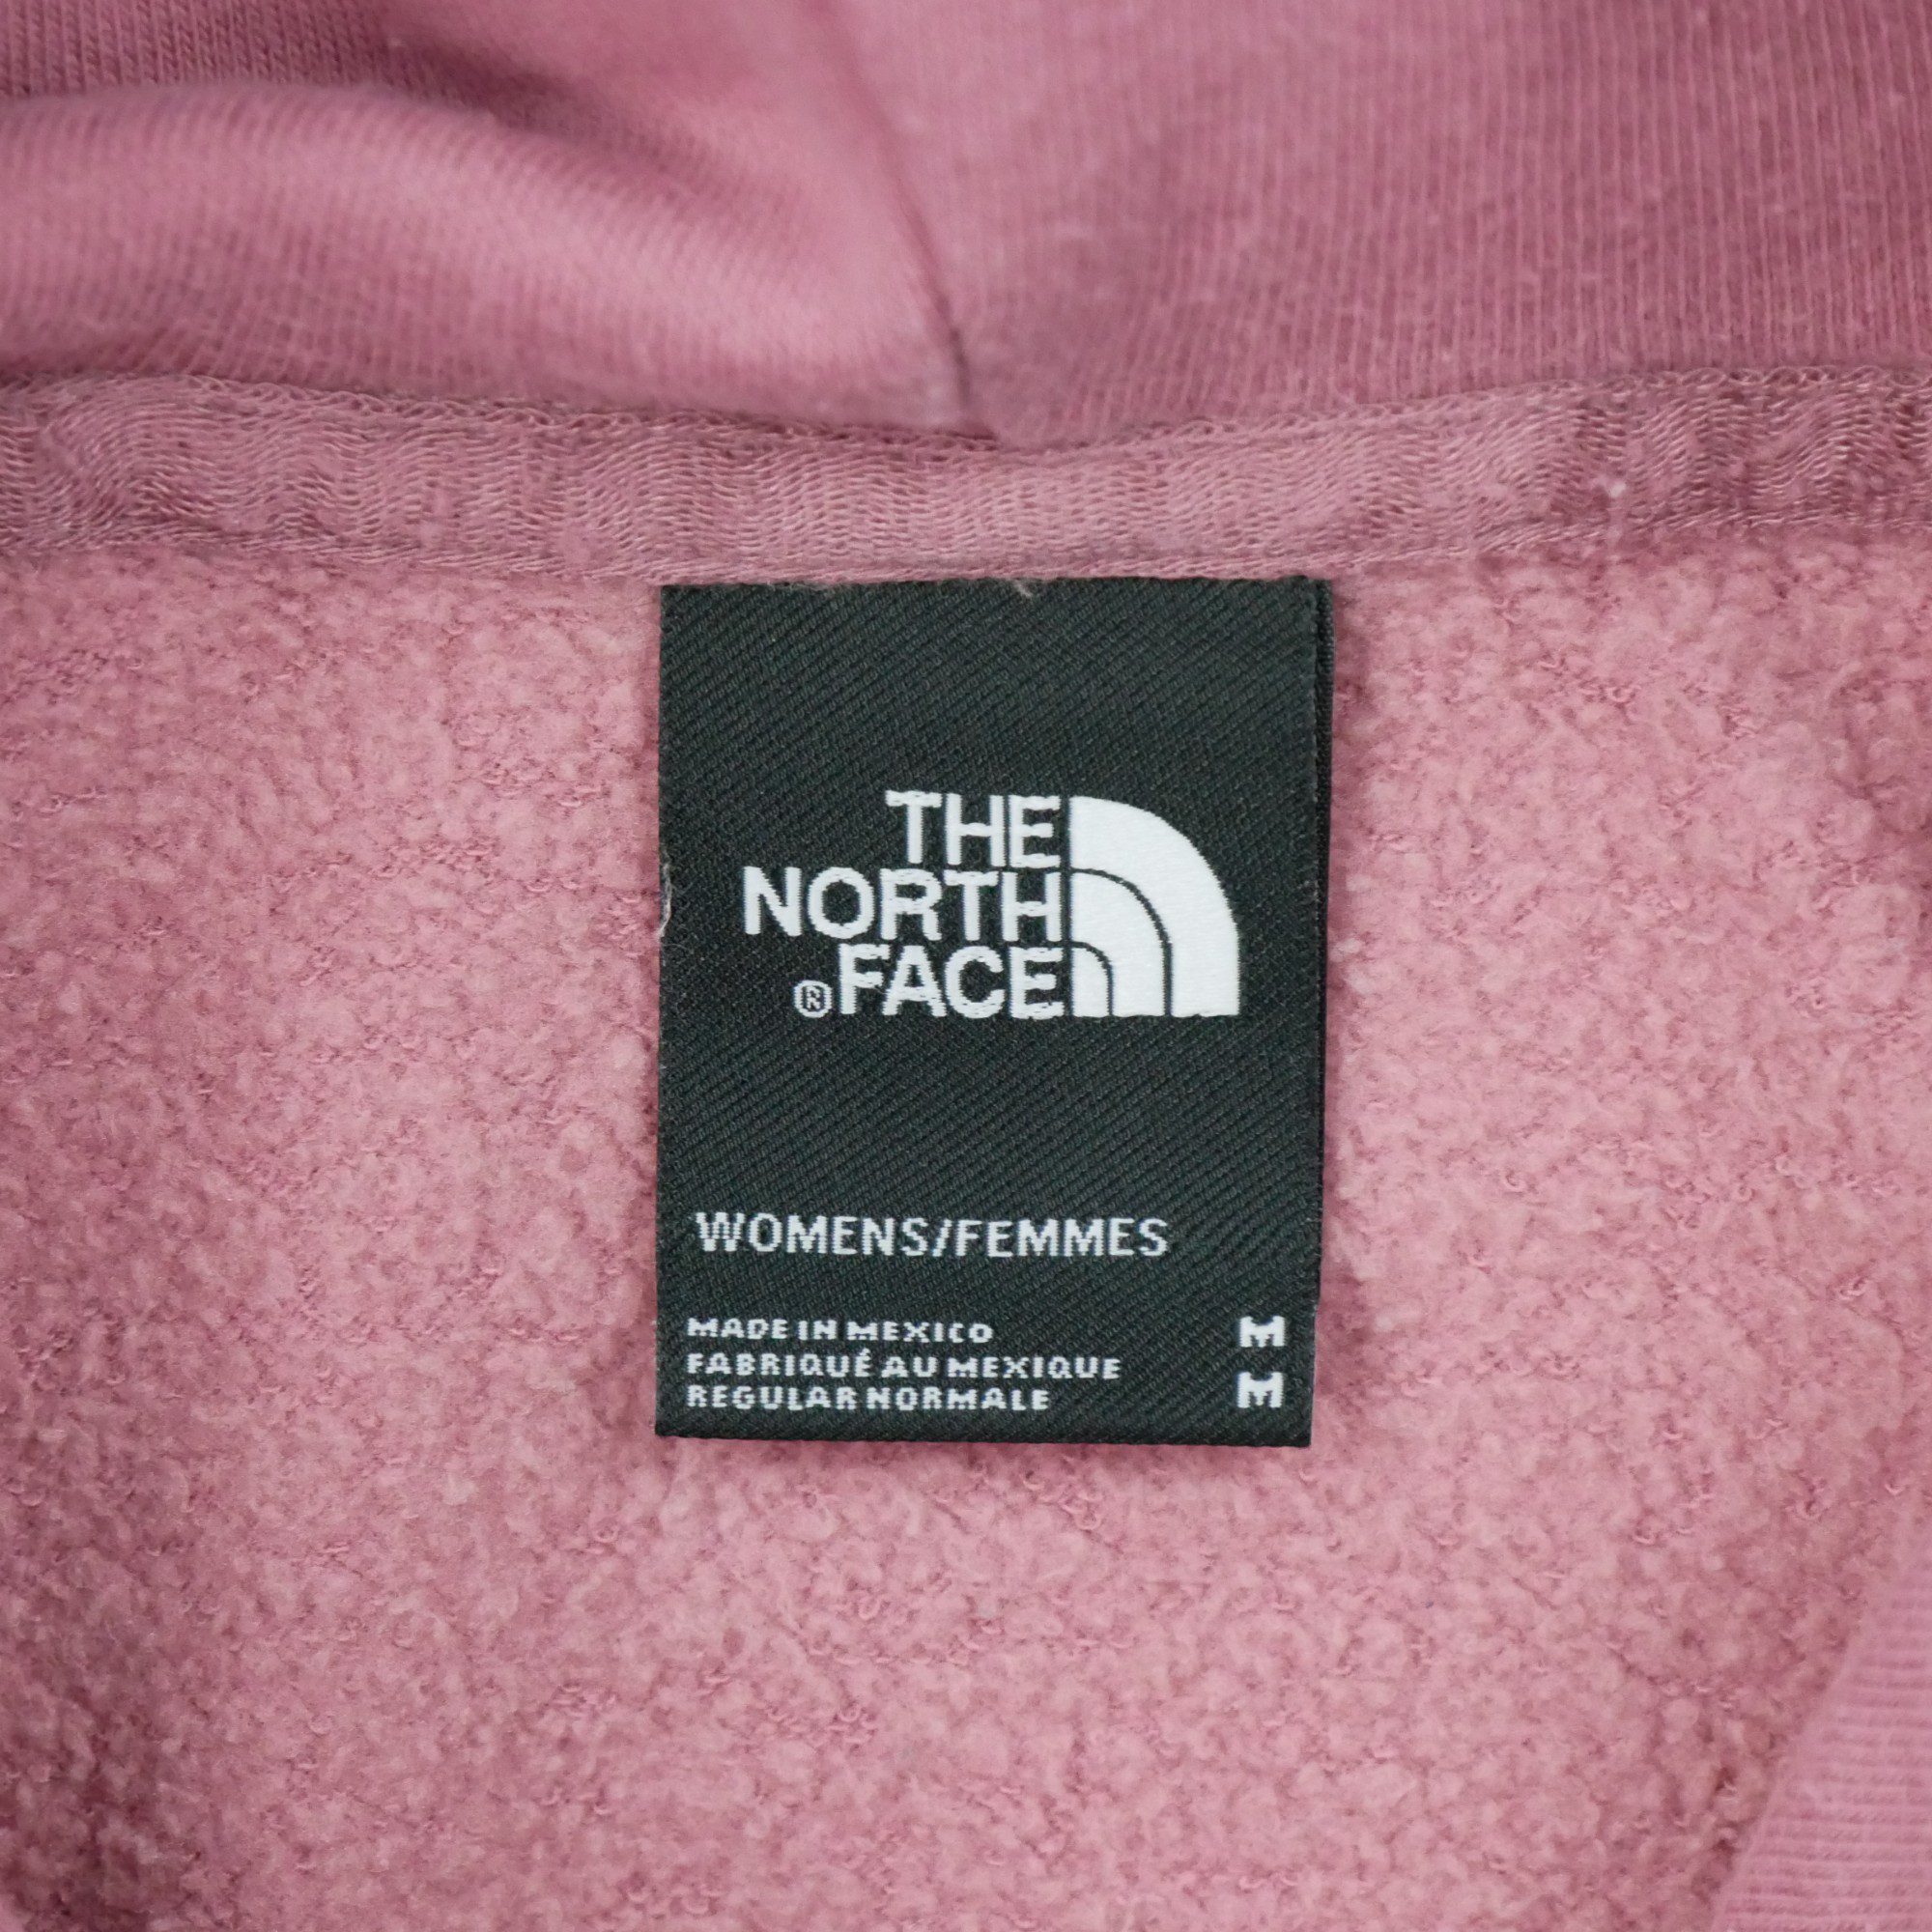 THE
NORTH
®FACE
WOMENS/FEMMES
MADE IN MEXICO M
FABRIQUÉ AU MEXIQUE
REGULAR NORMALE M